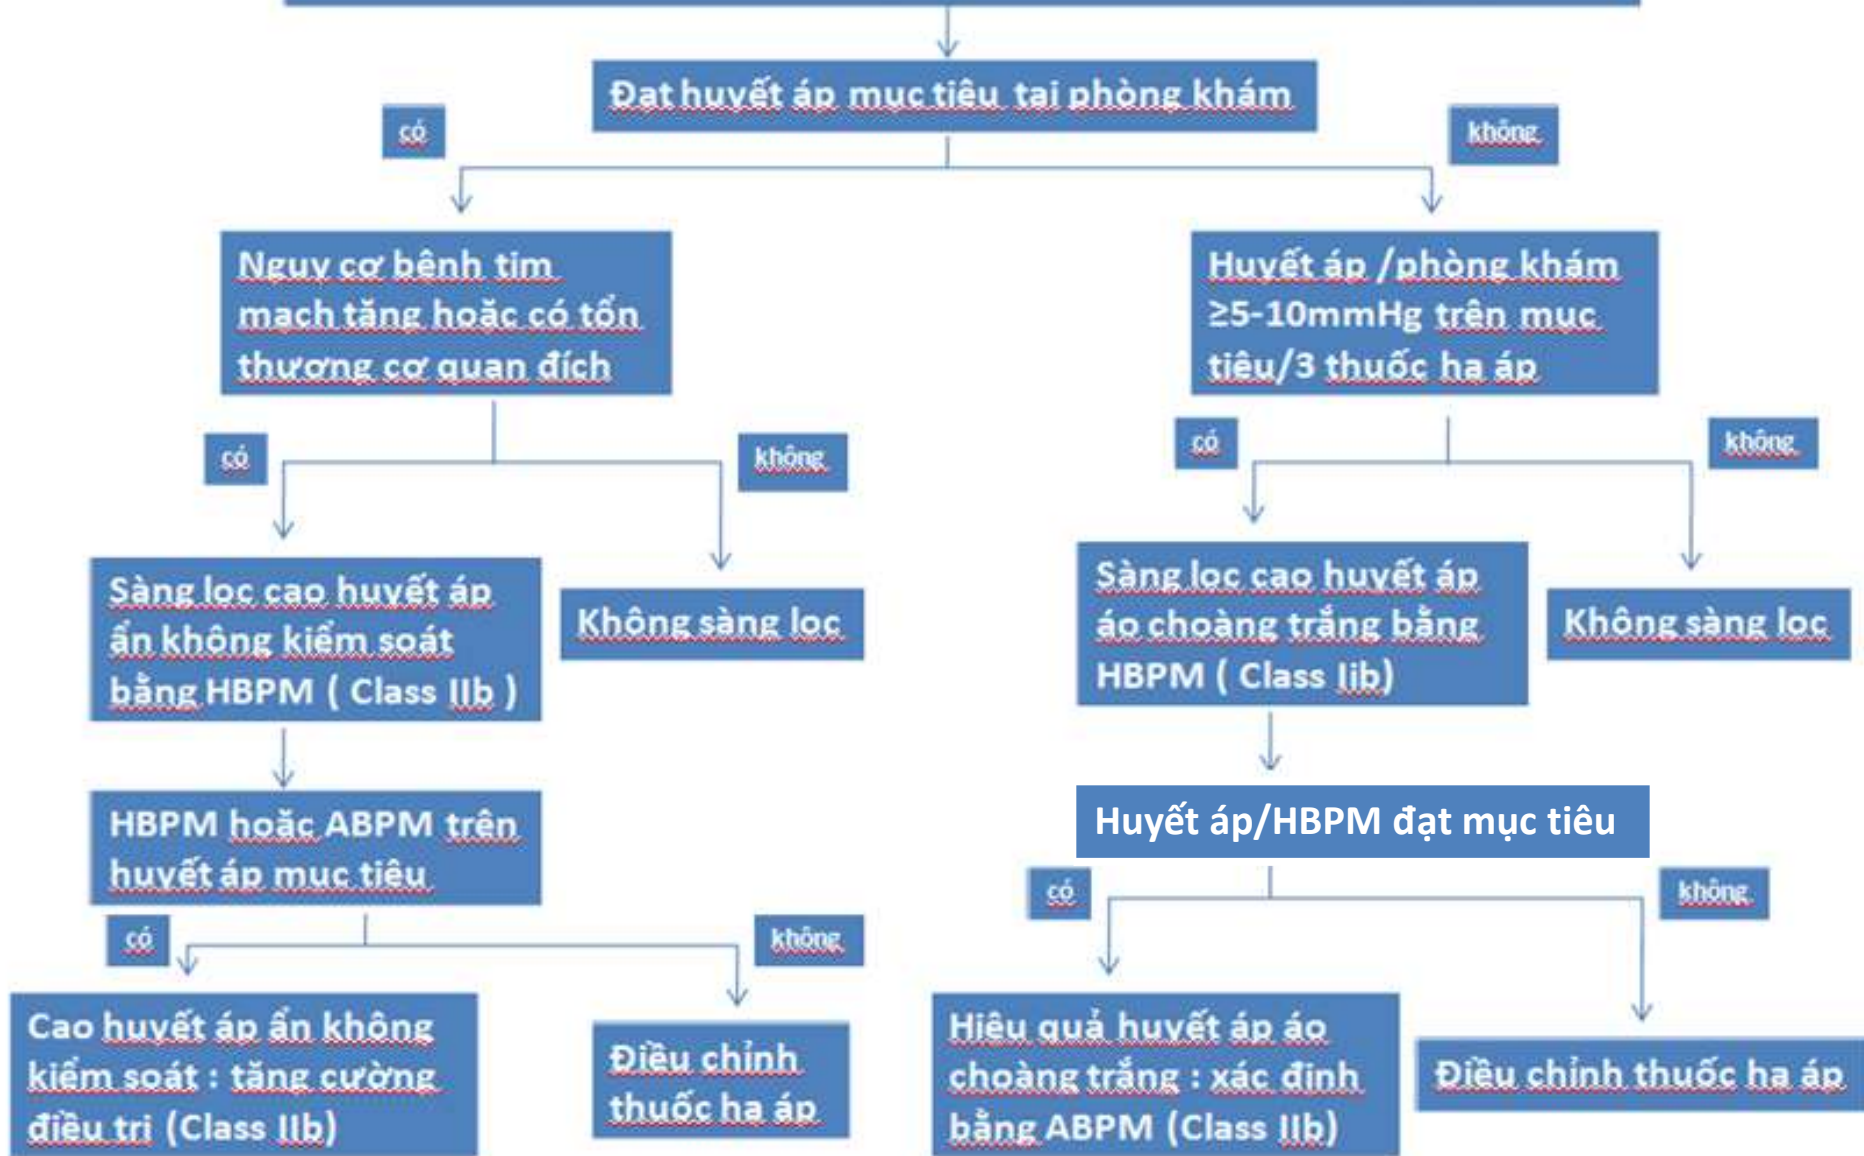 Đạt huyết áp mục tiêu tại phòng khám
có
không
Nguy cơ bệnh tim
mạch tăng hoặc có tổn
thương cơ quan đích
Huyết áp /phòng khám
≥5-10mmHg trên mục
tiêu/3 thuốc hạ áp
có
không
có
không
Sàng lọc cao huyết áp
ẩn không kiểm soát
bằng HBPM ( Class IIb )
Không sàng lọc
Sàng lọc cao huyết áp
áo choàng trắng bằng
HBPM ( Class Iib)
Không sàng lọc
HBPM hoặc ABPM trên
huyết áp mục tiêu
Huyết áp/HBPM đạt mục tiêu
có
không
có
không
Cao huyết áp ẩn không
kiểm soát : tăng cường
điều trị (Class IIb)
Điều chỉnh
thuốc hạ áp
Hiệu quả huyết áp áo
choàng trắng : xác định
bằng ABPM (Class IIb)
Điều chỉnh thuốc hạ áp